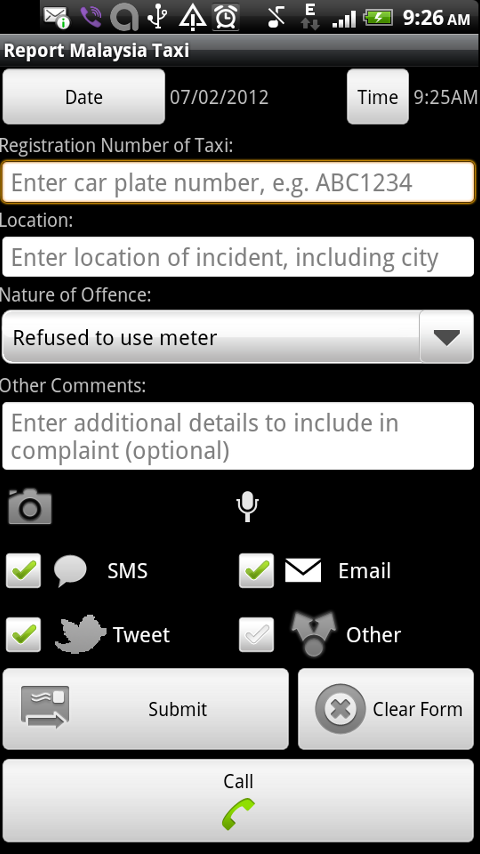 E
9:26 AM
Report Malaysia Taxi
Date 07/02/2012 Time 9:25AM
Registration Number of Taxi:
Enter car plate number, e.g. ABC1234
Location:
Enter location of incident, including city
Nature of Offence:
Refused to use meter
Other Comments:
Enter additional details to include in
complaint (optional)
SMS Email
Tweet Other
Submit Clear Form
Call